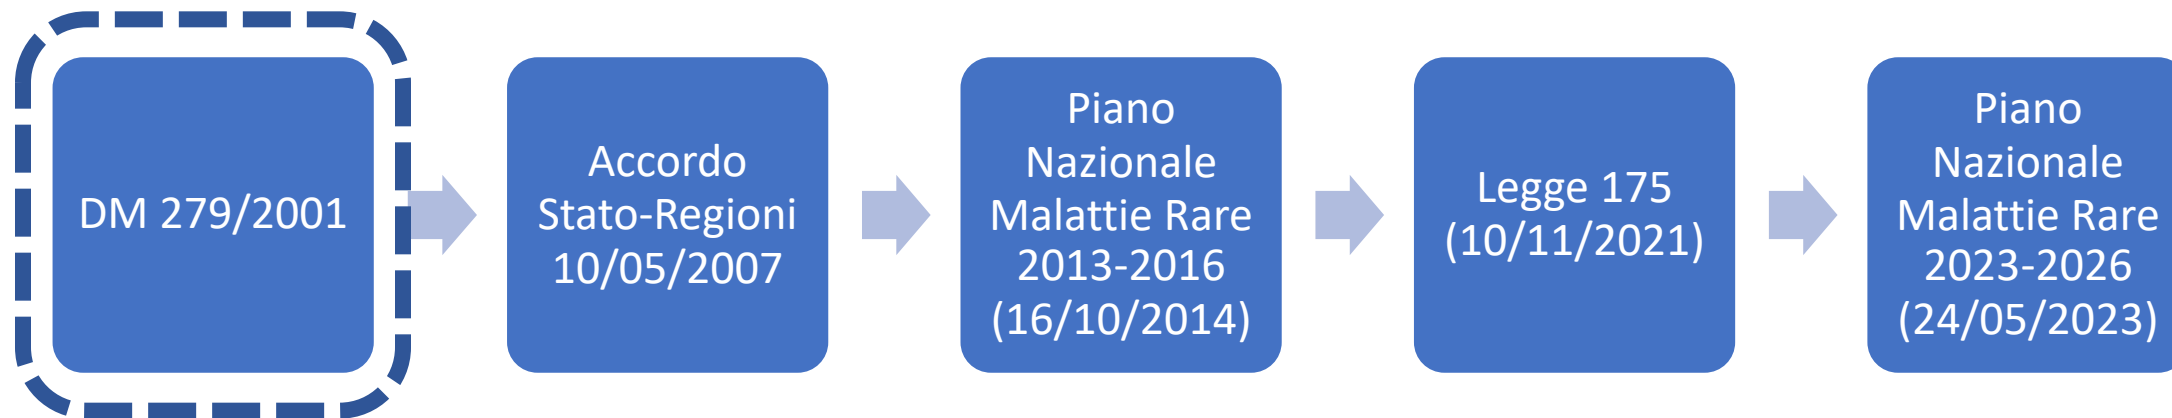 DM 279/2001
Accordo
Stato-Regioni
10/05/2007
Piano
Nazionale
Malattie Rare
2013-2016
(16/10/2014)
Legge 175
(10/11/2021)
Piano
Nazionale
Malattie Rare
2023-2026
(24/05/2023)